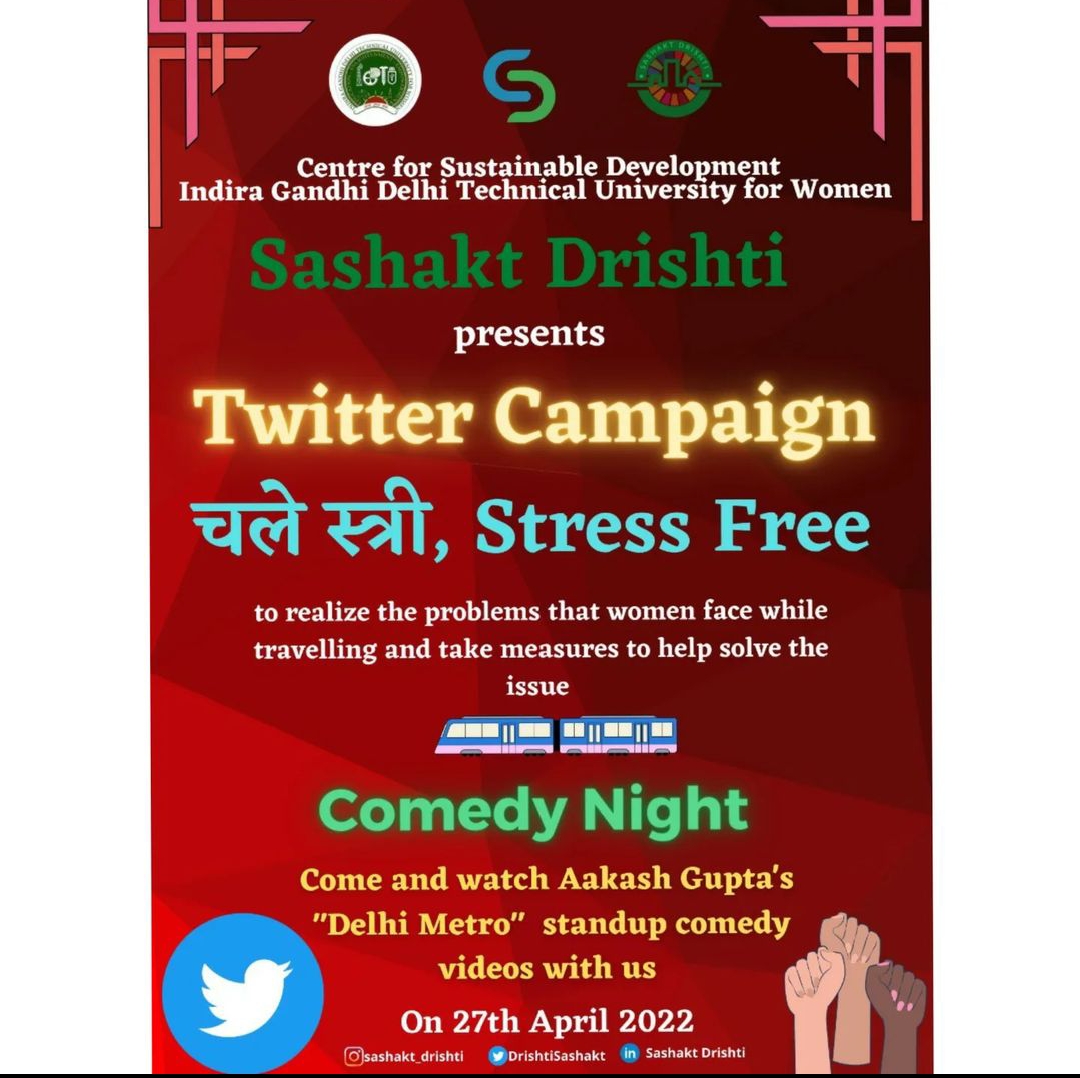 SASHAKT DRISHTI
Centre for Sustainable Development
Indira Gandhi Delhi Technical University for Women
Sashakt Drishti
presents
Twitter Campaign
चले स्त्री, Stress Free
to realize the problems that women face while
travelling and take measures to help solve the
issue
Comedy Night
Come and watch Aakash Gupta's
"Delhi Metro" standup comedy
videos with us
On 27th April 2022
sashakt_drishti DrishtiSashakt in Sashakt Drishti